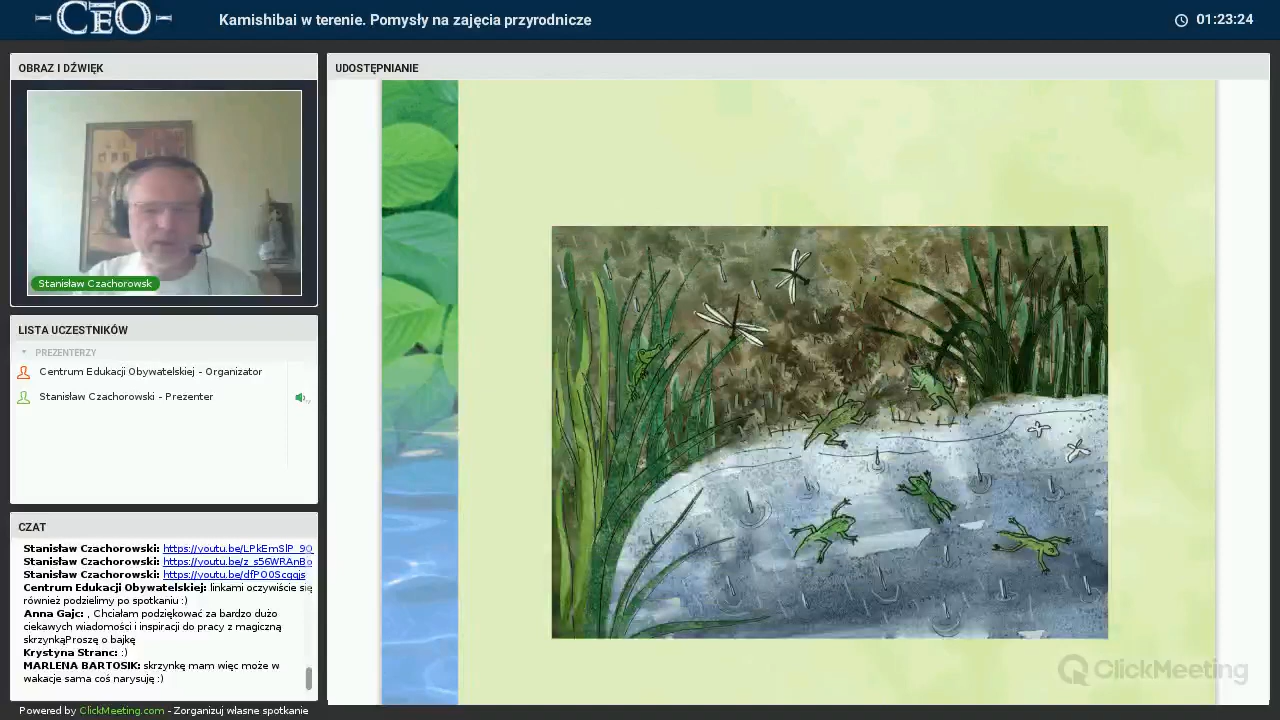 CEO
Kamishibai w terenie. Pomysły na zajęcia przyrodnicze
01:23:24
OBRAZ I DŹWIĘK
UDOSTĘPNIANIE
Stanisław Czachorowsk
LISTA UCZESTNIKÓW
PREZENTERZY
Centrum Edukacji Obywatelskiej - Organizator
Stanisław Czachorowski - Prezenter
CZAT
Stanisław Czachorowski: https://youtu.be/LPkEmSlP_9Q
Stanisław Czachorowski: https://youtu.be/z_s56WRAnBo
Stanisław Czachorowski: https://youtu.be/dfPO0Scqqjs
Centrum Edukacji Obywatelskiej: linkami oczywiście się
również podzielimy po spotkaniu :)
Anna Gajc: , Chciałam podziękować za bardzo dużo
ciekawych wiadomości i inspiracji do pracy z magiczną
skrzynkąProszę o bajkę
Krystyna Stranc: :)
MARLENA BARTOSIK: skrzynkę mam więc może w
wakacje sama coś narysuję :)
ClickMeeting
Powered by ClickMeeting.com - Zorganizuj własne spotkanie